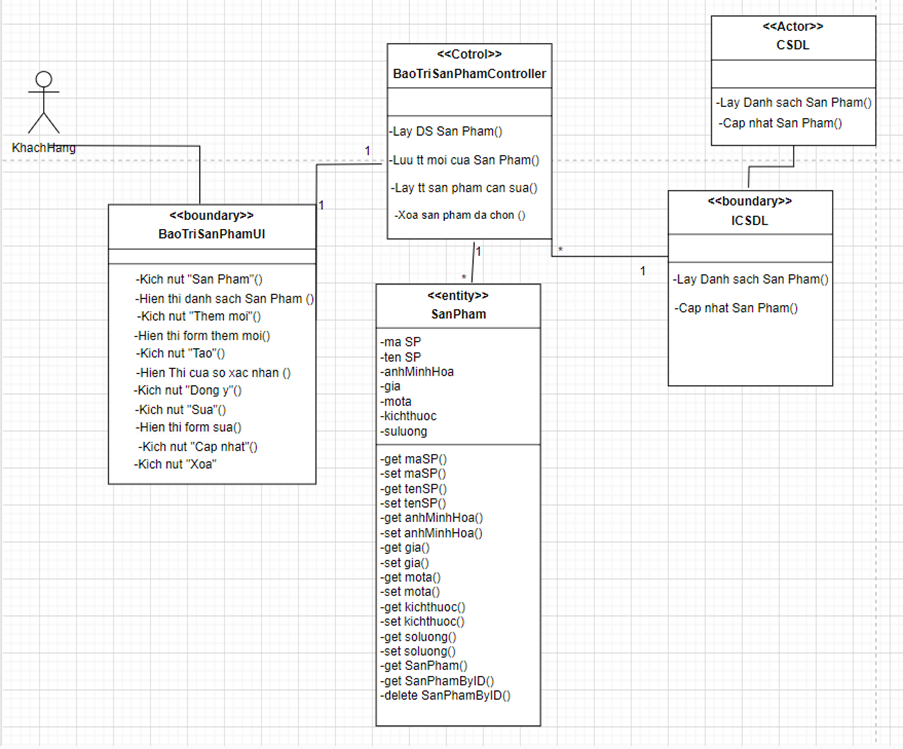 KhachHang
<<boundary>>
BaoTriSanPhamUI
-Kich nut "San Pham"()
-Hien thi danh sach San Pham ()
-Kich nut "Them moi"()
-Hien thi form them moi()
-Kich nut "Tao"()
-Hien Thi cua so xac nhan ()
-Kich nut "Dong y"()
-Kich nut "Sua"()
-Hien thi form sua()
-Kich nut "Cap nhat"()
-Kich nut "Xoa"
1
1
<<Cotrol>>
BaoTriSanPhamController
-Lay DS San Pham()
-Luu tt moi cua San Pham()
-Lay tt san pham can sua()
-Xoa san pham da chon ()
1
*
<<entity>>
SanPham
-ma SP
-ten SP
-anhMinhHoa
-gia
-mota
-kichthuoc
-suluong
-get maSP()
-set maSP()
-get tenSP()
-set tenSP()
-get anhMinhHoa()
-set anhMinhHoa()
-get gia()
-set gia()
-get mota()
-set mota()
-get kichthuoc()
-set kichthuoc()
-get soluong()
-set soluong()
-get SanPham()
-get SanPhamByID()
-delete SanPhamByID()
*
1
<<Actor>>
CSDL
-Lay Danh sach San Pham()
-Cap nhat San Pham()
<<boundary>>
ICSDL
-Lay Danh sach San Pham()
-Cap nhat San Pham()